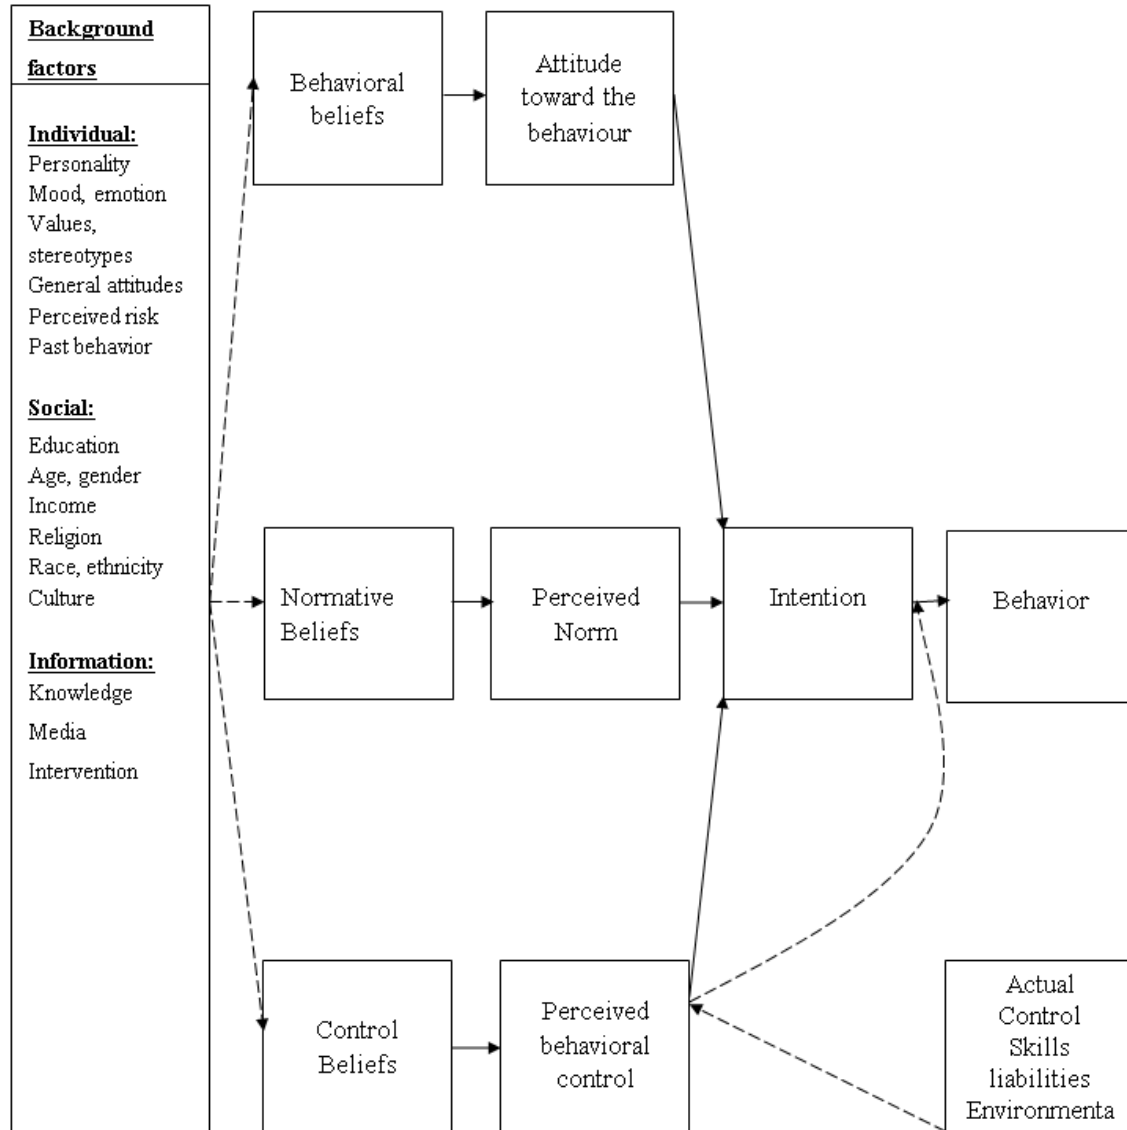 Background
factors
Individual:
Personality
Mood, emotion
Values,
stereotypes
General attitudes
Perceived risk
Past behavior
Social:
Education
Age, gender
Income
Religion
Race, ethnicity
Culture
Information:
Knowledge
Media
Intervention
Behavioral
beliefs
Attitude
toward the
behaviour
Normative
Beliefs
Perceived
Norm
Intention
Behavior
Control
Beliefs
Perceived
behavioral
control
Actual
Control
Skills
liabilities
Environmenta